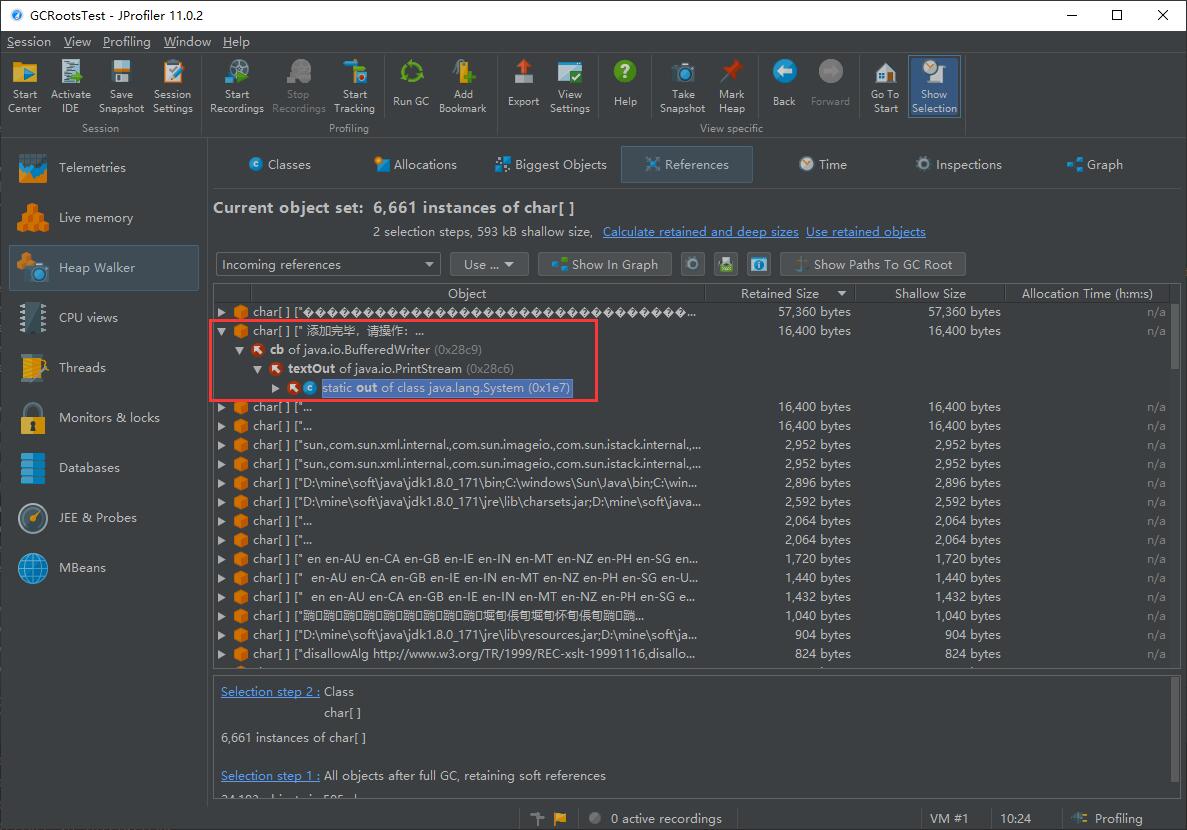 GCRootsTest - JProfiler 11.0.2
Session View Profiling Window Help
Start Center
Activate IDE
Save Snapshot
Session Settings
Start Recordings
Stop Recordings
Start Tracking
Run GC
Add Bookmark
Export
View Settings
Help
Take Snapshot
Mark Heap
Back
Forward
Go To Start
Show Selection
Session
Profiling
View specific
Telemetries
Live memory
Heap Walker
CPU views
Threads
Monitors & locks
Databases
JEE & Probes
MBeans
Classes Allocations Biggest Objects References Time Inspections Graph
Current object set: 6,661 instances of char[ ]
2 selection steps, 593 kB shallow size, Calculate retained and deep sizes Use retained objects
Incoming references Use ... Show In Graph Show Paths To GC Root
Object Retained Size Shallow Size Allocation Time (h:m:s)
char[ ] ["������������������������������������... 57,360 bytes 57,360 bytes n/a
char[ ] [" 添加完毕，请操作：... 16,400 bytes 16,400 bytes n/a
cb of java.io.BufferedWriter (0x28c9)
textOut of java.io.PrintStream (0x28c6)
static out of class java.lang.System (0x1e7)
char[ ] ["... 16,400 bytes 16,400 bytes n/a
char[ ] ["... 16,400 bytes 16,400 bytes n/a
char[ ] ["sun.,com.sun.xml.internal.,com.sun.imageio.,com.sun.istack.internal.,... 2,952 bytes 2,952 bytes n/a
char[ ] ["sun.,com.sun.xml.internal.,com.sun.imageio.,com.sun.istack.internal.,... 2,952 bytes 2,952 bytes n/a
char[ ] ["D:\mine\soft\java\jdk1.8.0_171\bin;C:\windows\Sun\Java\bin;C:\win... 2,896 bytes 2,896 bytes n/a
char[ ] ["D:\mine\soft\java\jdk1.8.0_171\jre\lib\charsets.jar;D:\mine\soft\java... 2,592 bytes 2,592 bytes n/a
char[ ] ["... 2,064 bytes 2,064 bytes n/a
char[ ] ["... 2,064 bytes 2,064 bytes n/a
char[ ] [" en en-AU en-CA en-GB en-IE en-IN en-MT en-NZ en-PH en-SG en... 1,720 bytes 1,720 bytes n/a
char[ ] ["  en-AU en-CA en-GB en-IE en-IN en-MT en-NZ en-PH en-SG en-U... 1,440 bytes 1,440 bytes n/a
char[ ] ["  en en-AU en-CA en-GB en-IE en-IN en-MT en-NZ en-PH en-SG e... 1,432 bytes 1,432 bytes n/a
char[ ] [" 1,040 bytes 1,040 bytes n/a
char[ ] ["D:\mine\soft\java\jdk1.8.0_171\jre\lib\resources.jar;D:\mine\soft\ja... 904 bytes 904 bytes n/a
char[ ] ["disallowAlg http://www.w3.org/TR/1999/REC-xslt-19991116,disallo... 824 bytes 824 bytes n/a
Selection step 2 : Class
char[ ]
6,661 instances of char[ ]
Selection step 1 : All objects after full GC, retaining soft references
0 active recordings VM #1 10:24 Profiling